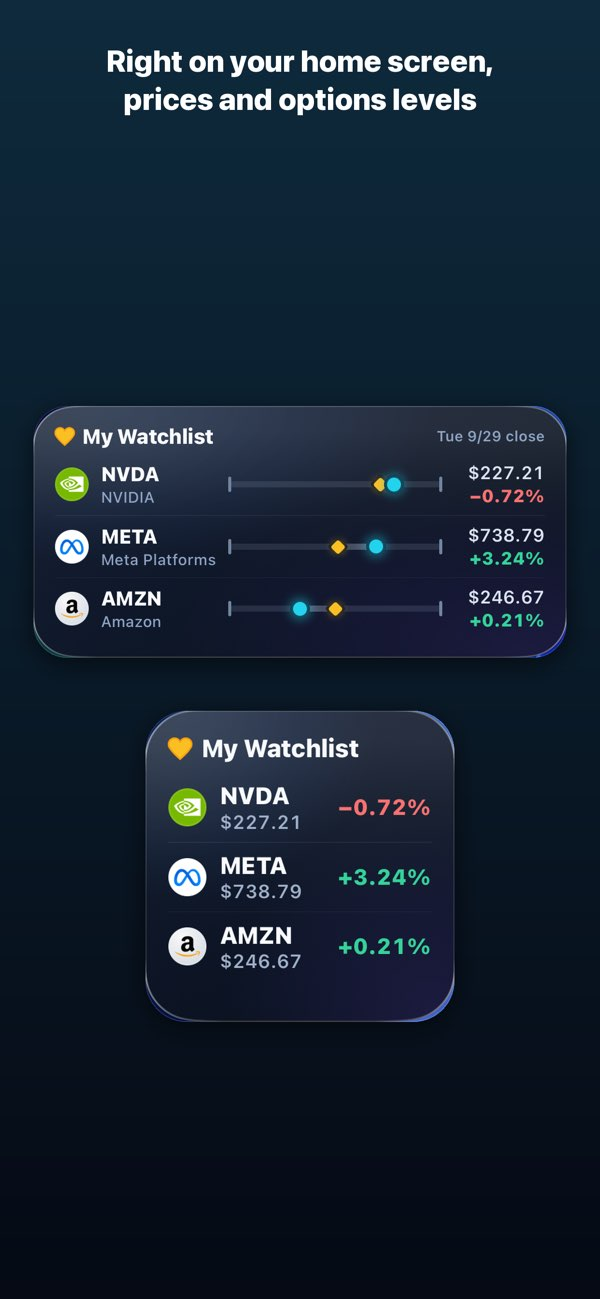 Right on your home screen,
prices and options levels
My Watchlist
Tue 9/29 close
NVDA
NVIDIA
$227.21
−0.72%
META
Meta Platforms
$738.79
+3.24%
a
AMZN
Amazon
$246.67
+0.21%
My Watchlist
NVDA
$227.21
−0.72%
META
$738.79
+3.24%
a
AMZN
$246.67
+0.21%